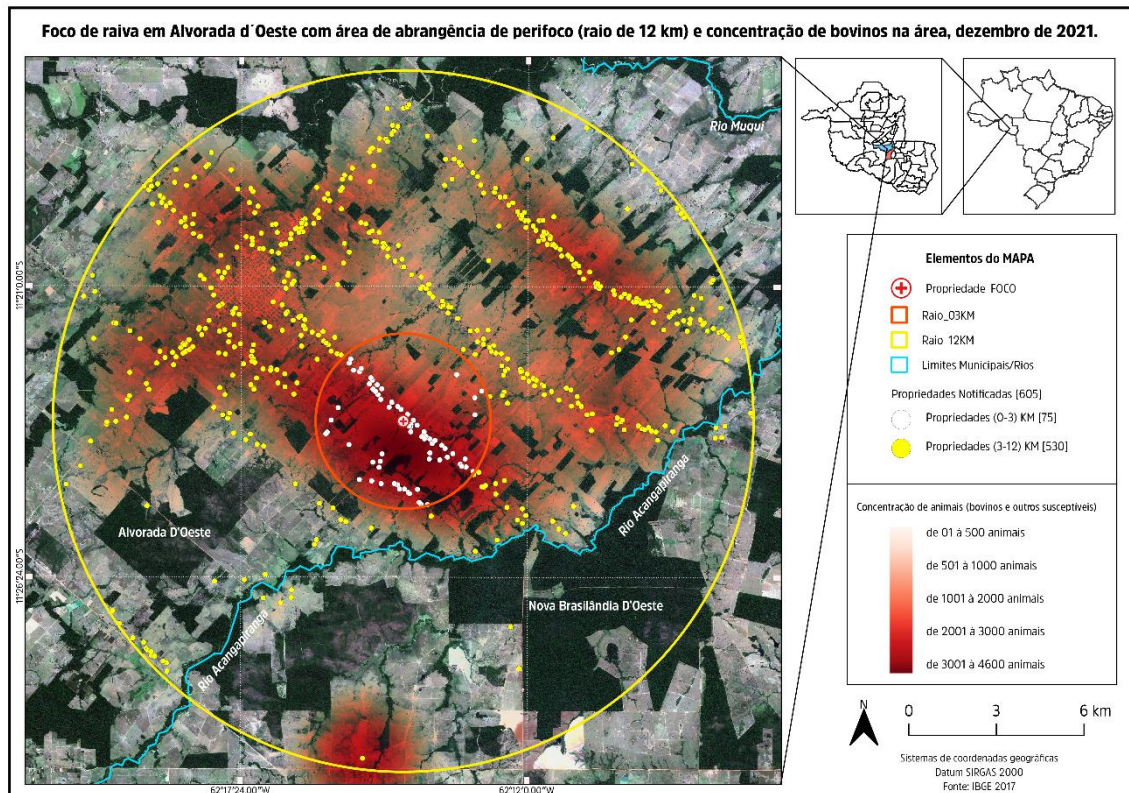 Foco de raiva em Alvorada d´Oeste com área de abrangência de perifoco (raio de 12 km) e concentração de bovinos na área, dezembro de 2021.
Rio Muqui
11°21'0.00"S
Alvorada D'Oeste
Rio Acangapiranga
11°26'24.00"S
Nova Brasilândia D'Oeste
Rio Acangapiranga
62°17'24.00"W
62°12'0.00"W
Elementos do MAPA
Propriedade FOCO
Raio_03KM
Raio 12KM
Limites Municipais/Rios
Propriedades Notificadas [605]
Propriedades (0-3) KM [75]
Propriedades (3-12) KM [530]
Concentração de animais (bovinos e outros susceptíveis)
de 01 à 500 animais
de 501 à 1000 animais
de 1001 à 2000 animais
de 2001 à 3000 animais
de 3001 à 4600 animais
N
0 3 6 km
Sistemas de coordenadas geográficas
Datum SIRGAS 2000
Fonte: IBGE 2017